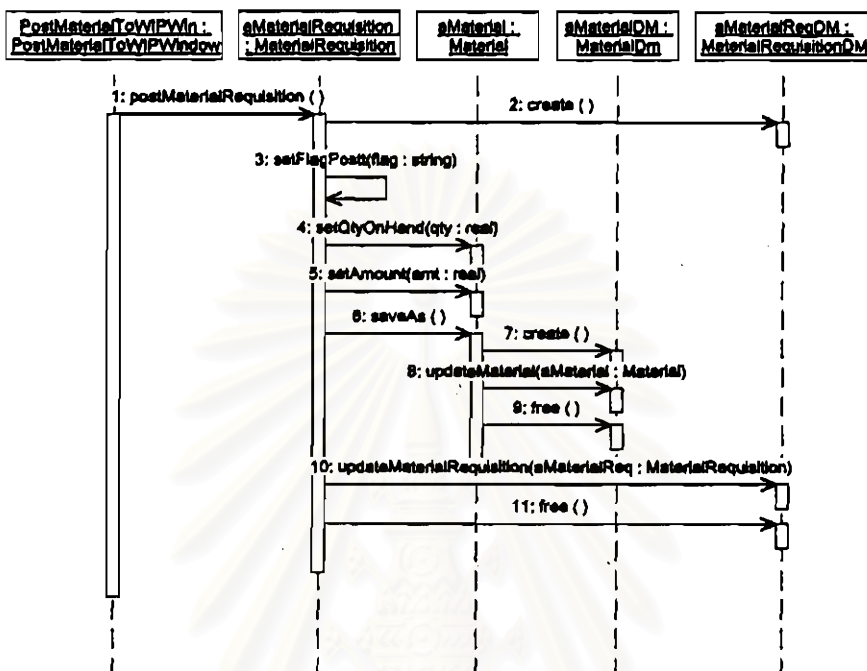 PostMaterialToWIPWin :
PostMaterialToWIPWindow
aMaterialRequisition
: MaterialRequisition
aMaterial :
Material
aMaterialDM :
MaterialDm
aMaterialReqDM :
MaterialRequisitionDM
1: postMaterialRequisition ( )
2: create ( )
3: setFlagPostt(flag : string)
4: setQtyOnHand(qty : real)
5: setAmount(amt : real)
6: saveAs ( )
7: create ( )
8: updateMaterial(aMaterial : Material)
9: free ( )
10: updateMaterialRequisition(aMaterialReq : MaterialRequisition)
11: free ( )